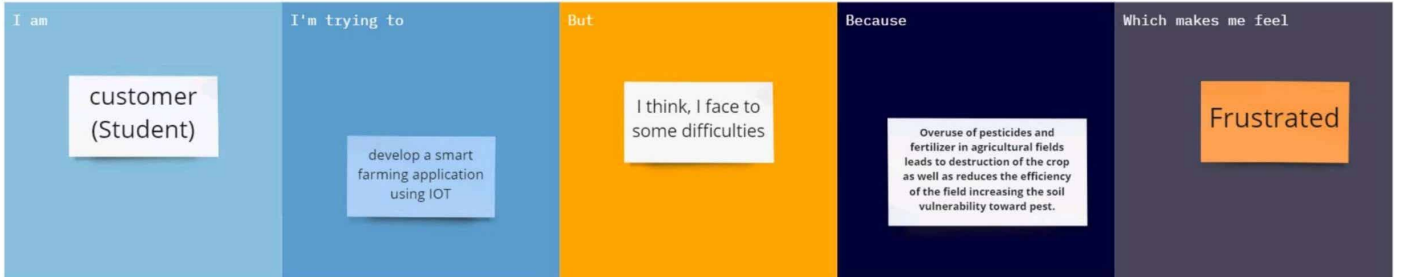 I am
customer
(Student)
I'm trying to
develop a smart
farming application
using IOT
But
I think, I face to
some difficulties
Because
Overuse of pesticides and
fertilizer in agricultural fields
leads to destruction of the crop
as well as reduces the efficiency
of the field increasing the soil
vulnerability toward pest.
Which makes me feel
Frustrated